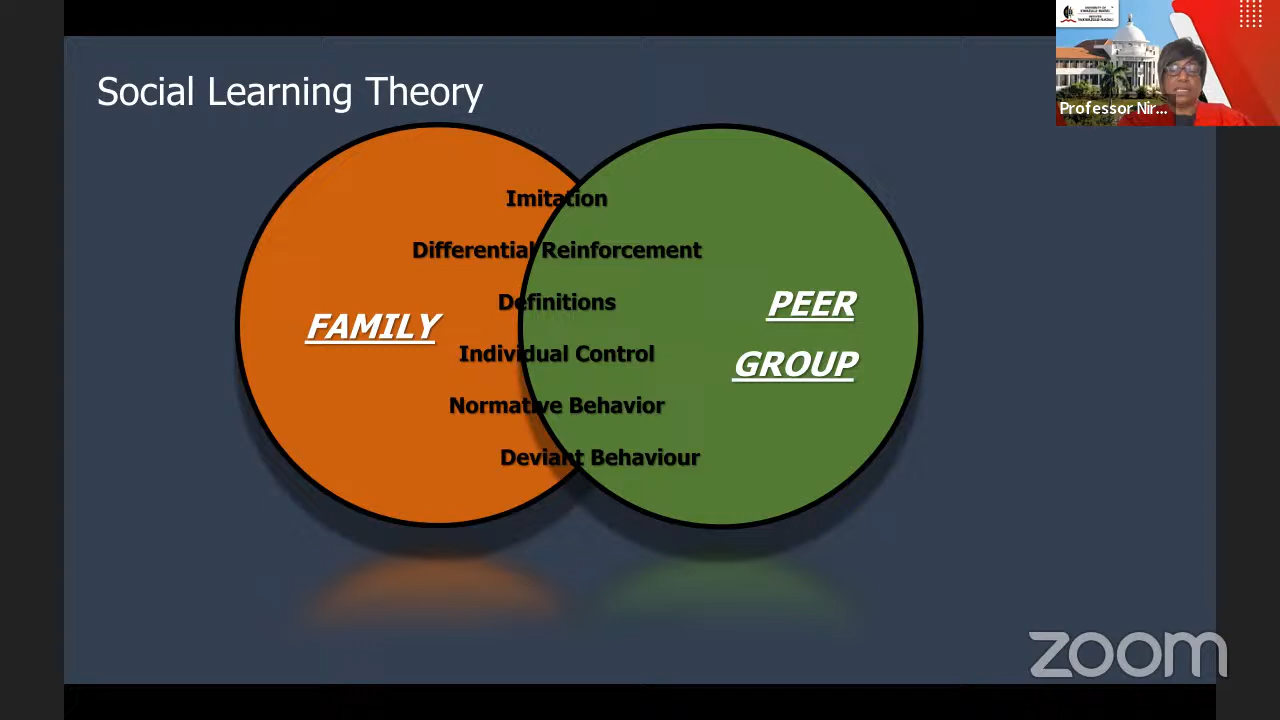 Social Learning Theory
Imitation
Differential Reinforcement
Definitions
Individual Control
Normative Behavior
Deviant Behaviour
FAMILY
PEER
GROUP
Professor Nir...
zoom